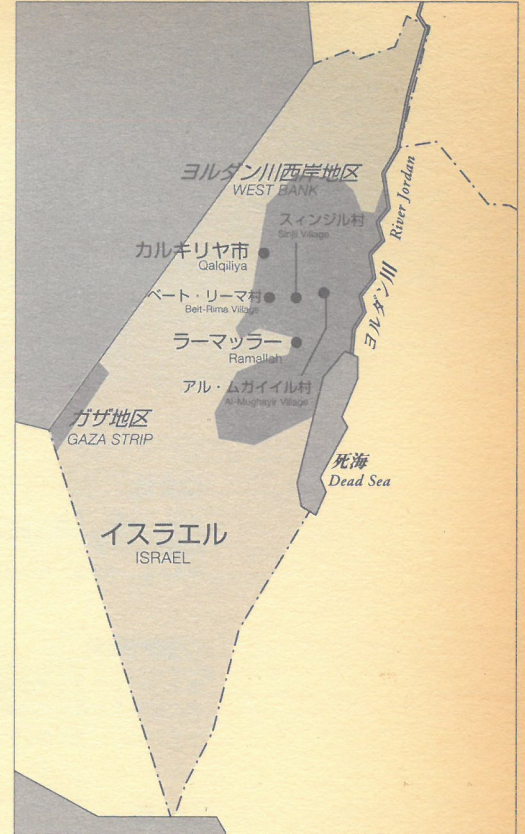 ヨルダン川西岸地区
WEST BANK
スィンジル村
Sinjil Village
カルキリヤ市
Qalqiliya
ベート・リーマ村
Beit-Rima Village
ラーマッラー
Ramallah
アル・ムガイイル村
Al-Mughayir Village
ヨルダン川
River Jordan
ガザ地区
GAZA STRIP
死海
Dead Sea
イスラエル
ISRAEL